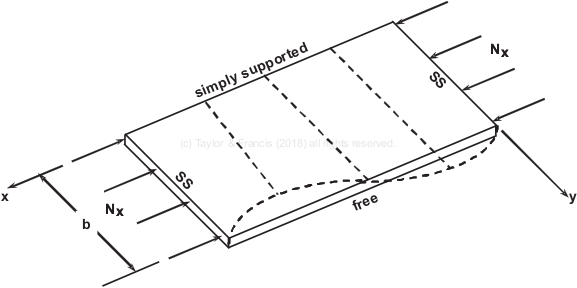 simply supported
Nx
SS
(c) Taylor & Francis (2018) all rights reserved.
SS
x
Nx
b
free
y